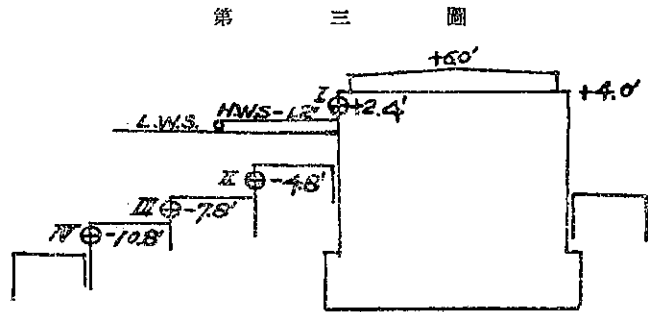 第三圖
+6.0'
+4.0'
I +2.4'
H.W.S-1.2'
L.W.S.
II -4.8'
III -7.8'
IV -10.8'